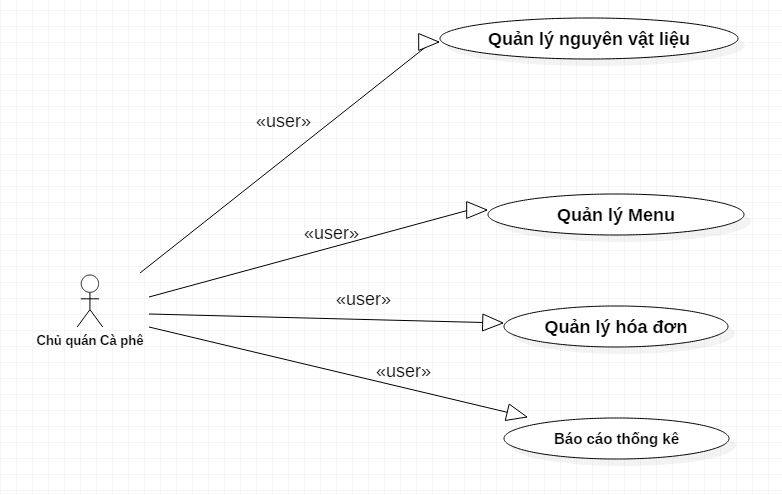 Quản lý nguyên vật liệu
«user»
Quản lý Menu
«user»
«user»
Quản lý hóa đơn
Chủ quán Cà phê
«user»
Báo cáo thống kê